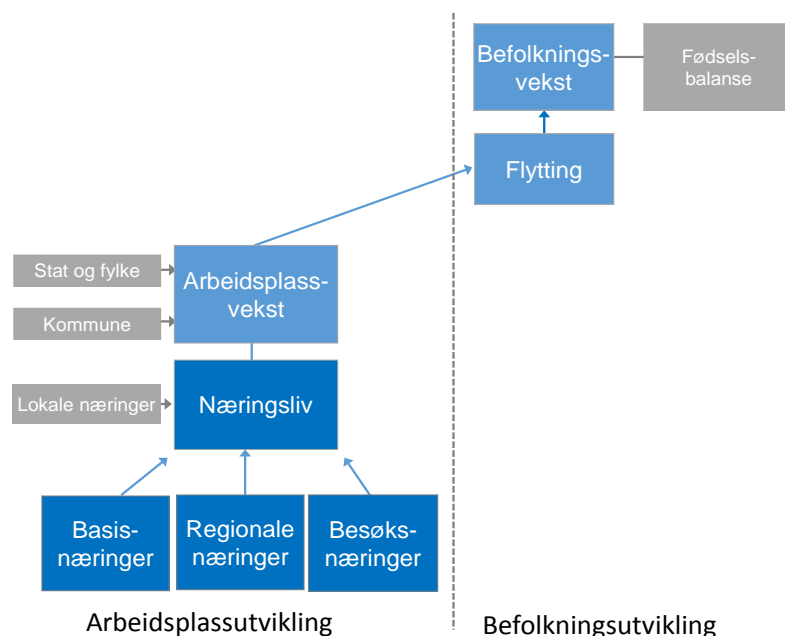 Befolknings-
vekst
Fødsels-
balanse
Flytting
Stat og fylke
Kommune
Arbeidsplass-
vekst
Lokale næringer
Næringsliv
Basis-
næringer
Regionale
næringer
Besøks-
næringer
Arbeidsplassutvikling
Befolkningsutvikling